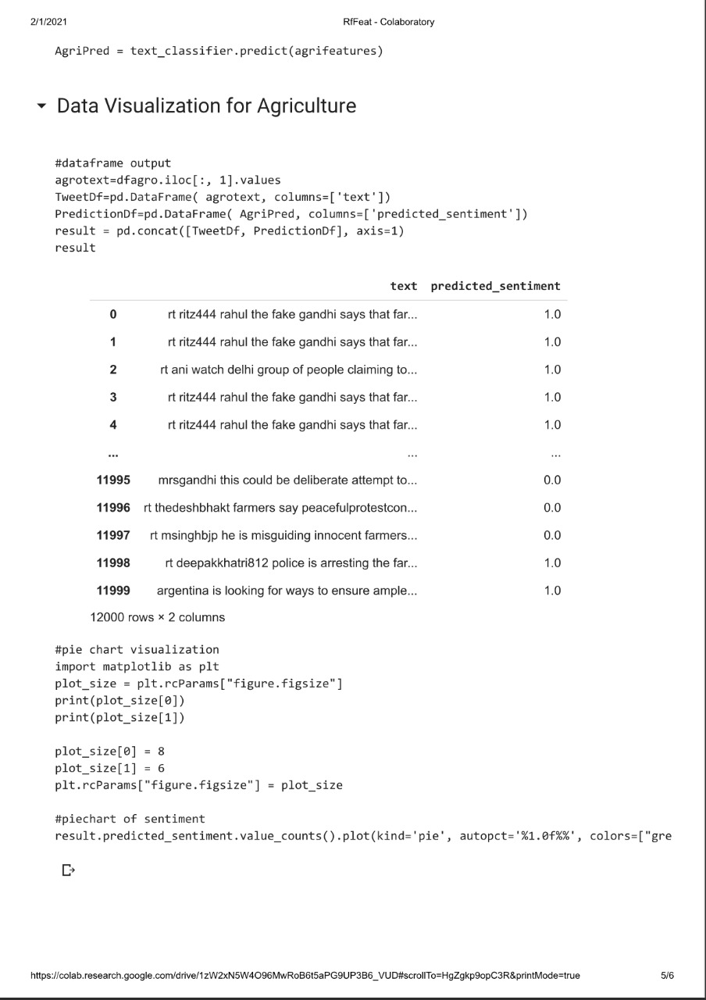 2/1/2021 RfFeat - Colaboratory
AgriPred = text_classifier.predict(agrifeatures)
Data Visualization for Agriculture
#dataframe output
agrotext=dfagro.iloc[:, 1].values
TweetDf=pd.DataFrame( agrotext, columns=['text'])
PredictionDf=pd.DataFrame( AgriPred, columns=['predicted_sentiment'])
result = pd.concat([TweetDf, PredictionDf], axis=1)
result
text predicted_sentiment
0 rt ritz444 rahul the fake gandhi says that far... 1.0
1 rt ritz444 rahul the fake gandhi says that far... 1.0
2 rt ani watch delhi group of people claiming to... 1.0
3 rt ritz444 rahul the fake gandhi says that far... 1.0
4 rt ritz444 rahul the fake gandhi says that far... 1.0
... ... ...
11995 mrsgandhi this could be deliberate attempt to... 0.0
11996 rt thedeshbhakt farmers say peacefulprotestcon... 0.0
11997 rt msinghbjp he is misguiding innocent farmers... 0.0
11998 rt deepakkhatri812 police is arresting the far... 1.0
11999 argentina is looking for ways to ensure ample... 1.0
12000 rows × 2 columns
#pie chart visualization
import matplotlib as plt
plot_size = plt.rcParams["figure.figsize"]
print(plot_size[0])
print(plot_size[1])
plot_size[0] = 8
plot_size[1] = 6
plt.rcParams["figure.figsize"] = plot_size
#piechart of sentiment
result.predicted_sentiment.value_counts().plot(kind='pie', autopct='%1.0f%%', colors=["gre
https://colab.research.google.com/drive/1zW2xN5W4O96MwRoB6t5aPG9UP3B6_VUD#scrollTo=HgZgkp9opC3R&printMode=true 5/6